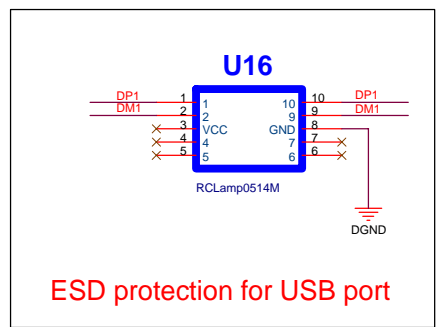 U16
DP1 1 1 10 10 DP1
DM1 2 2 9 9 DM1
3 VCC GND 8
4 4 7 7
5 5 6 6
RCLamp0514M
DGND
ESD protection for USB port